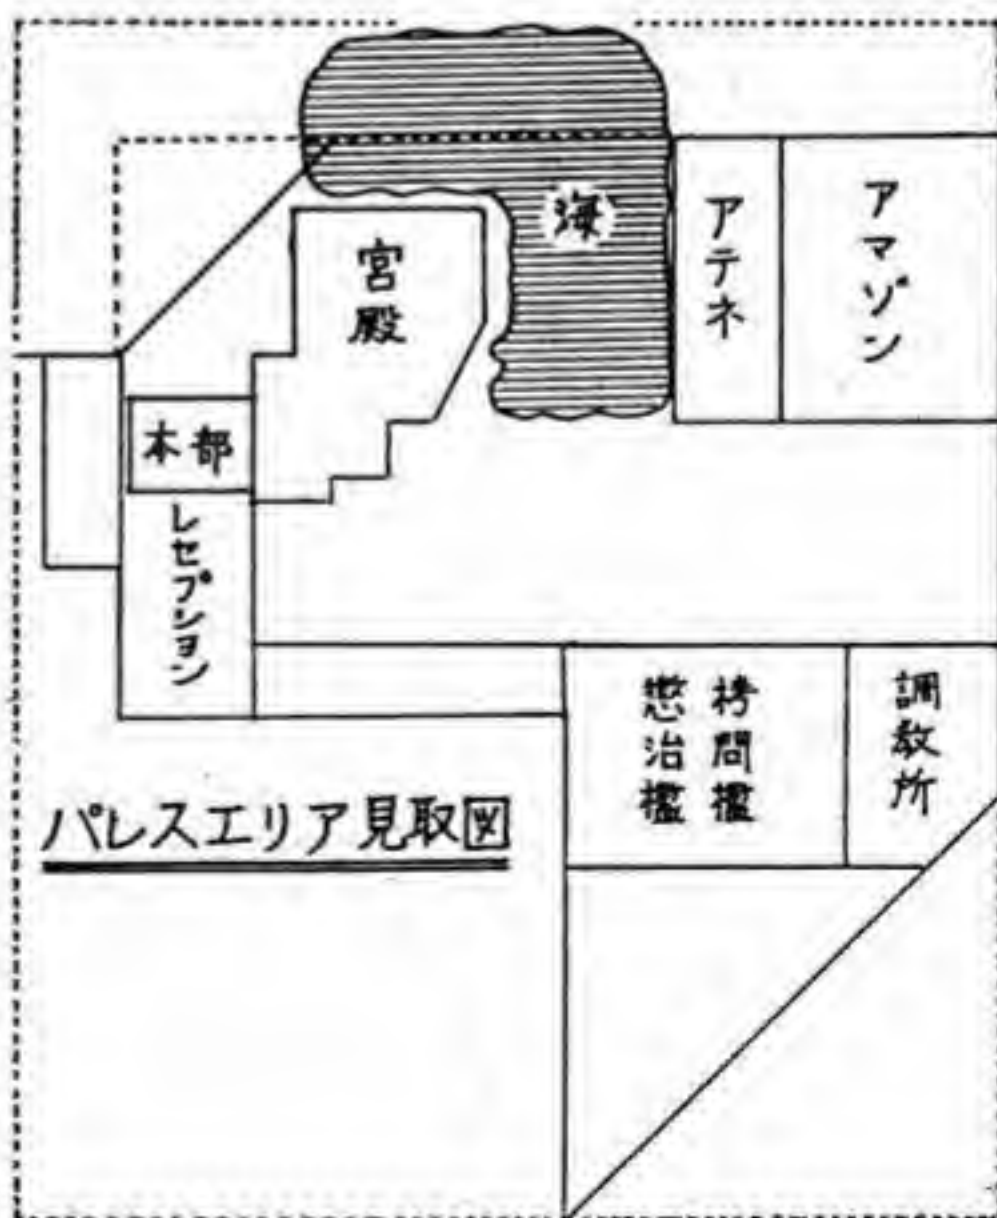 海
宮殿
アテネ
アマゾン
本部
レセプション
拷問檻
懲治檻
調教所
パレスエリア見取図